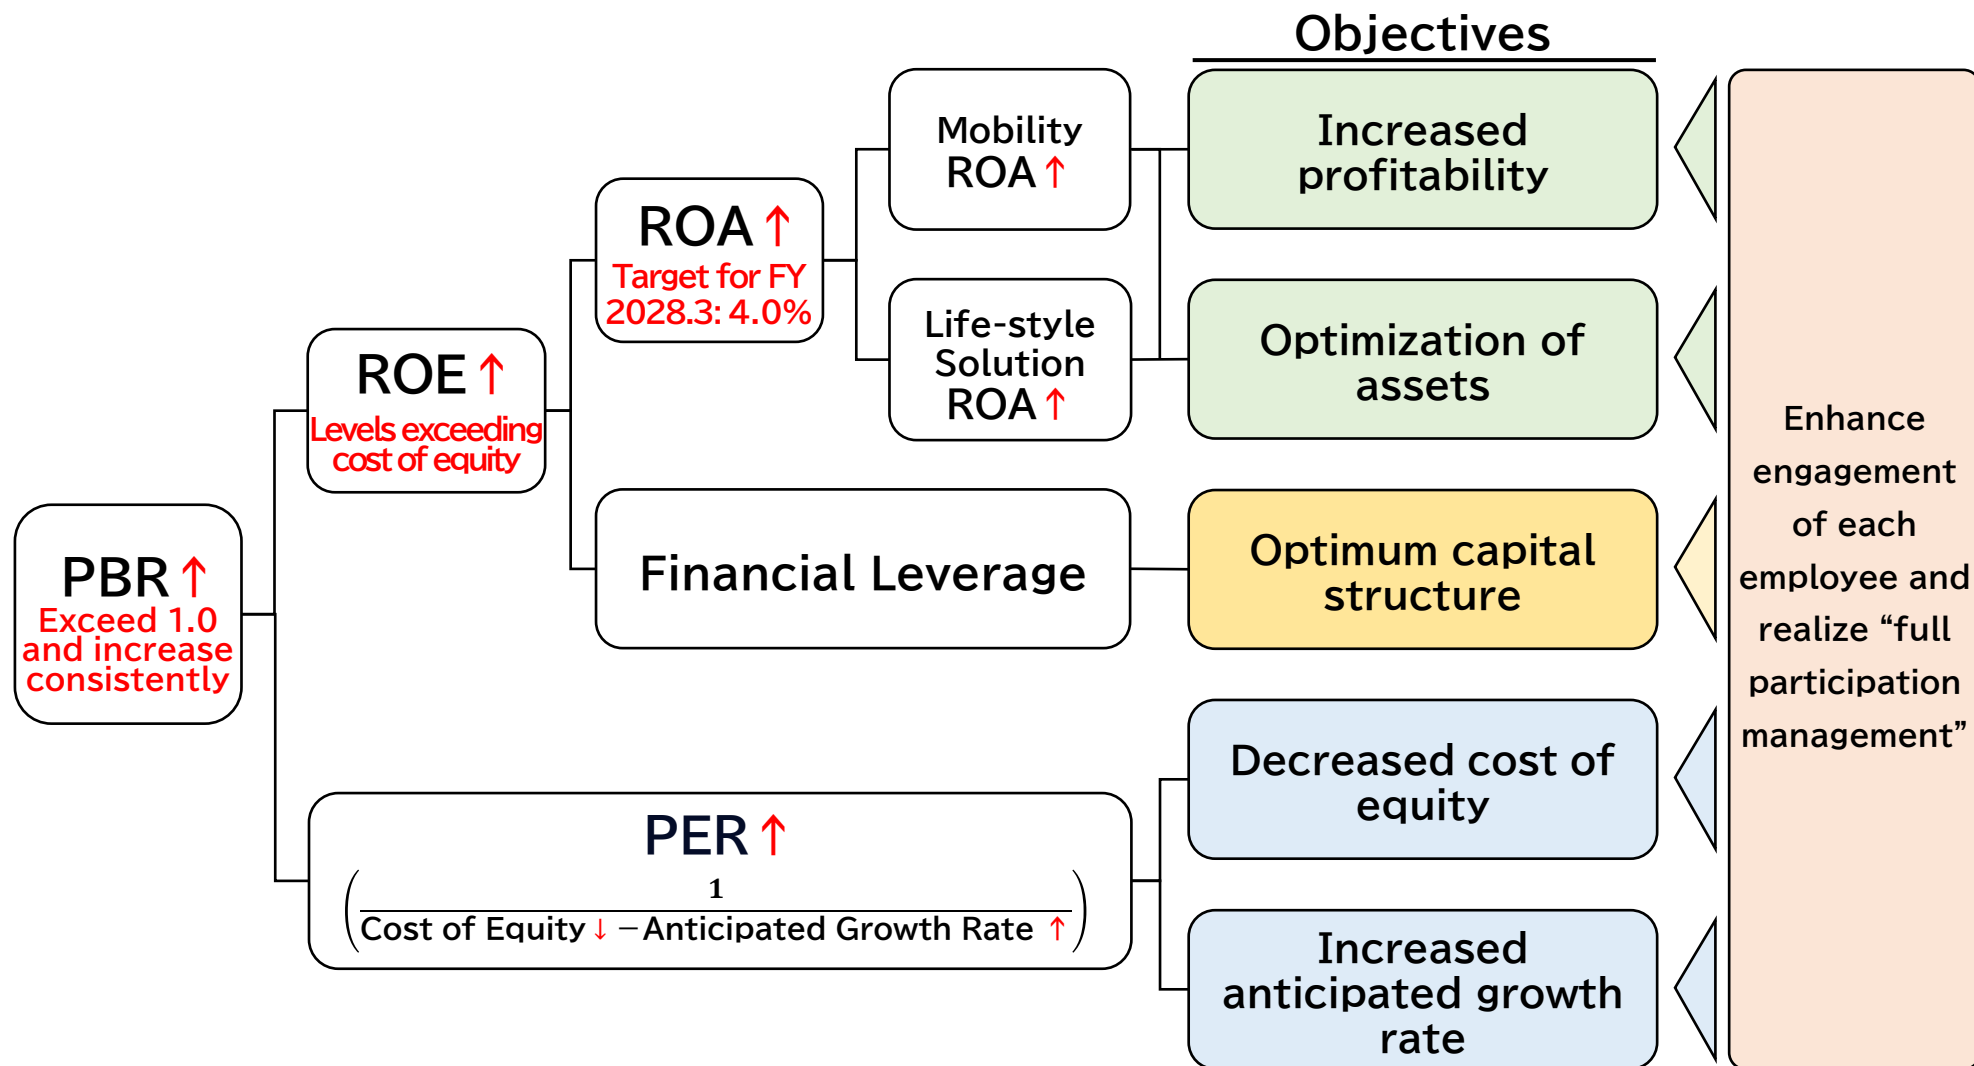 Objectives
PBR↑
Exceed 1.0
and increase
consistently
ROE↑
Levels exceeding
cost of equity
ROA↑
Target for FY
2028.3: 4.0%
Mobility
ROA↑
Life-style
Solution
ROA↑
Financial Leverage
PER↑
1
Cost of Equity↓ −Anticipated Growth Rate ↑
Increased
profitability
Optimization of
assets
Optimum capital
structure
Decreased cost of
equity
Increased
anticipated growth
rate
Enhance
engagement
of each
employee and
realize “full
participation
management”